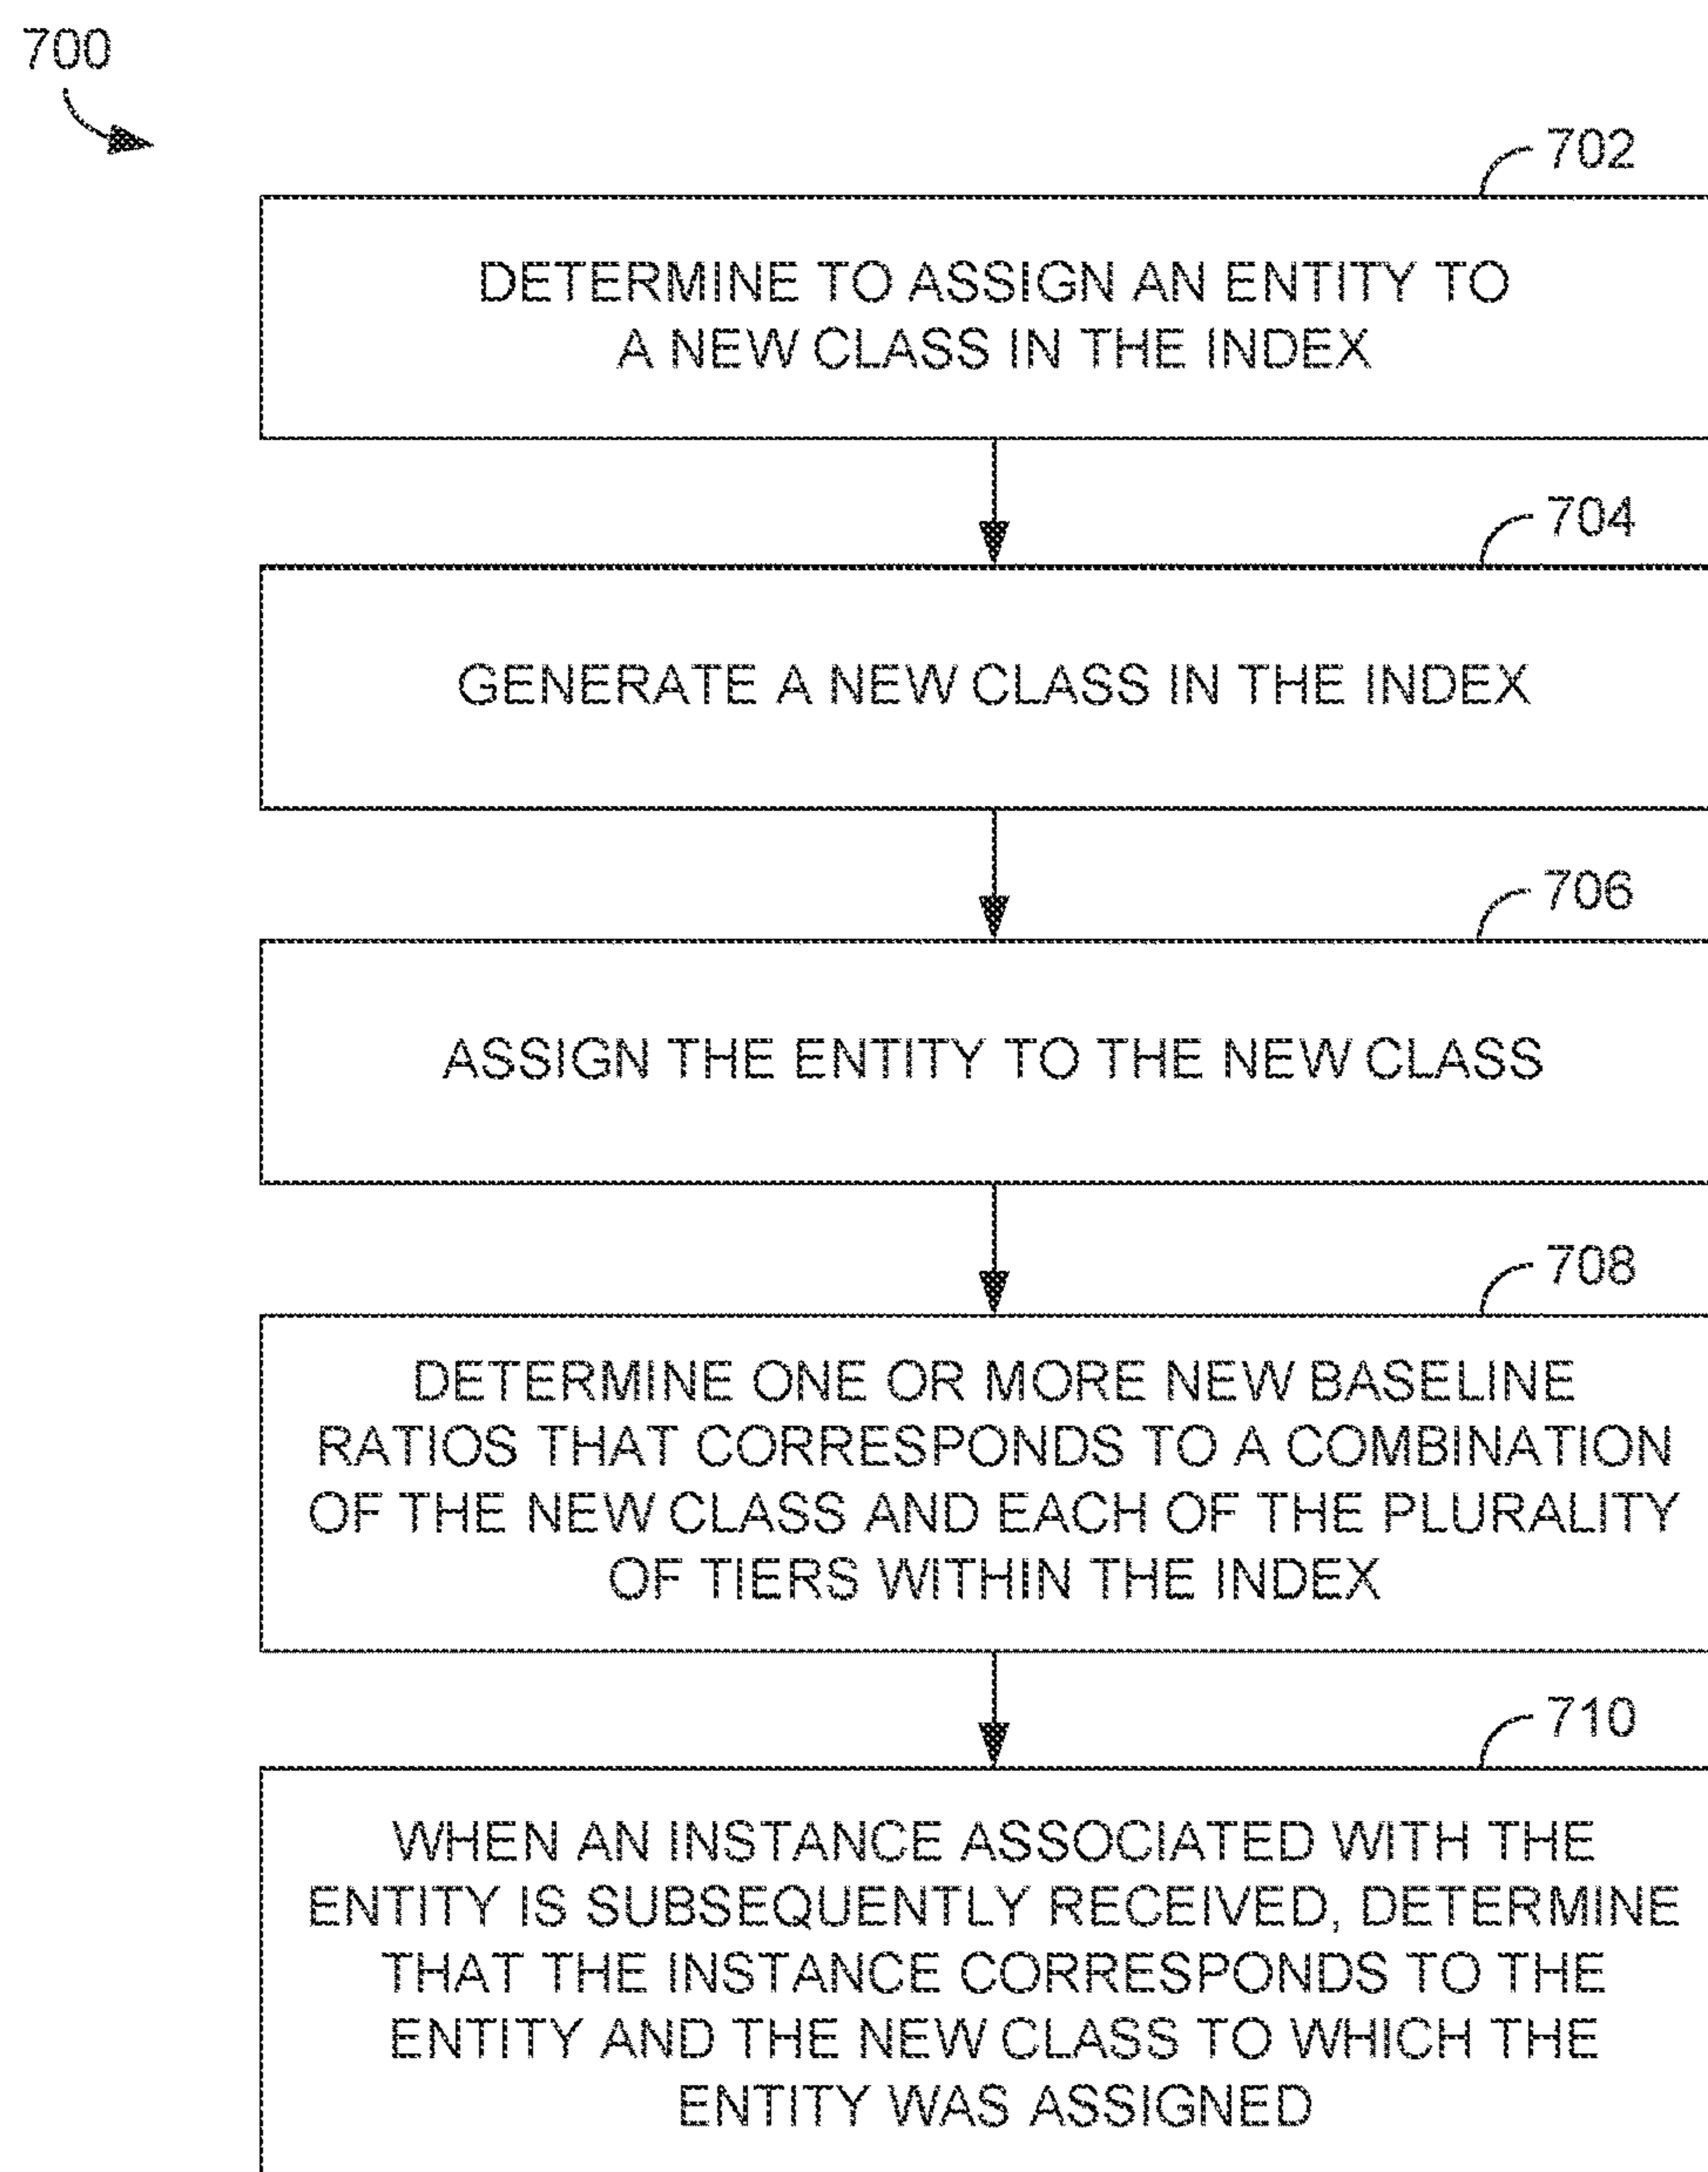 700
702
DETERMINE TO ASSIGN AN ENTITY TO
A NEW CLASS IN THE INDEX
704
GENERATE A NEW CLASS IN THE INDEX
706
ASSIGN THE ENTITY TO THE NEW CLASS
708
DETERMINE ONE OR MORE NEW BASELINE
RATIOS THAT CORRESPONDS TO A COMBINATION
OF THE NEW CLASS AND EACH OF THE PLURALITY
OF TIERS WITHIN THE INDEX
710
WHEN AN INSTANCE ASSOCIATED WITH THE
ENTITY IS SUBSEQUENTLY RECEIVED, DETERMINE
THAT THE INSTANCE CORRESPONDS TO THE
ENTITY AND THE NEW CLASS TO WHICH THE
ENTITY WAS ASSIGNED